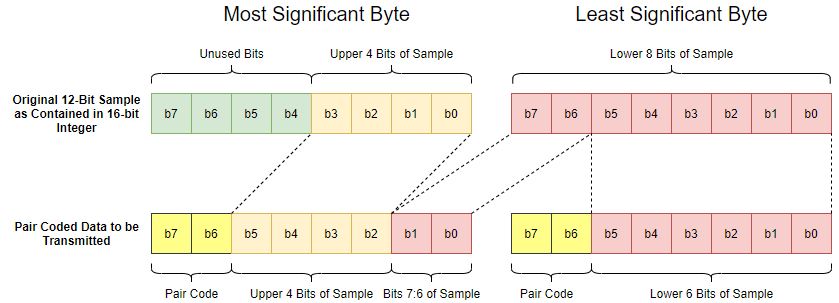 Most Significant Byte
Least Significant Byte
Unused Bits
Upper 4 Bits of Sample
Lower 8 Bits of Sample
Original 12-Bit Sample
as Contained in 16-bit
Integer
b7 b6 b5 b4 b3 b2 b1 b0
b7 b6 b5 b4 b3 b2 b1 b0
Pair Coded Data to be
Transmitted
b7 b6 b5 b4 b3 b2 b1 b0
b7 b6 b5 b4 b3 b2 b1 b0
Pair Code
Upper 4 Bits of Sample
Bits 7:6 of Sample
Pair Code
Lower 6 Bits of Sample